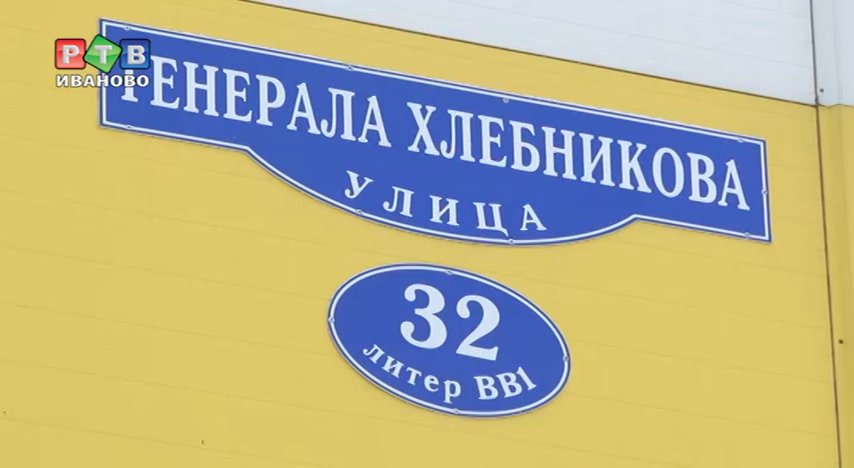 РТВ
ИВАНОВО
ГЕНЕРАЛА ХЛЕБНИКОВА
УЛИЦА
32
литер ВВ1